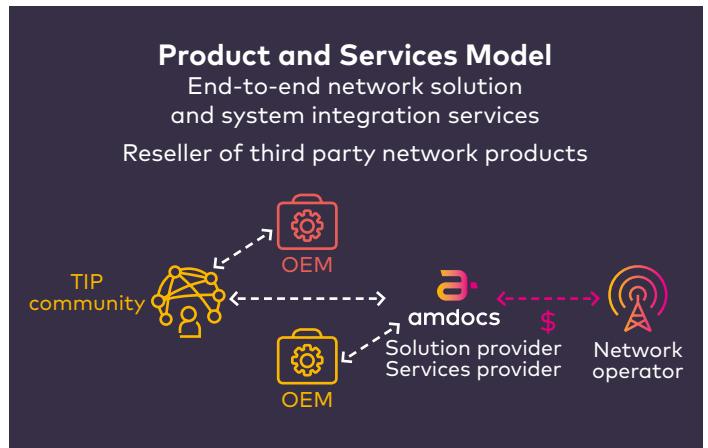 Product and Services Model
End-to-end network solution
and system integration services
Reseller of third party network products
OEM
TIP
community
amdocs
$
Solution provider
Services provider
Network
operator
OEM